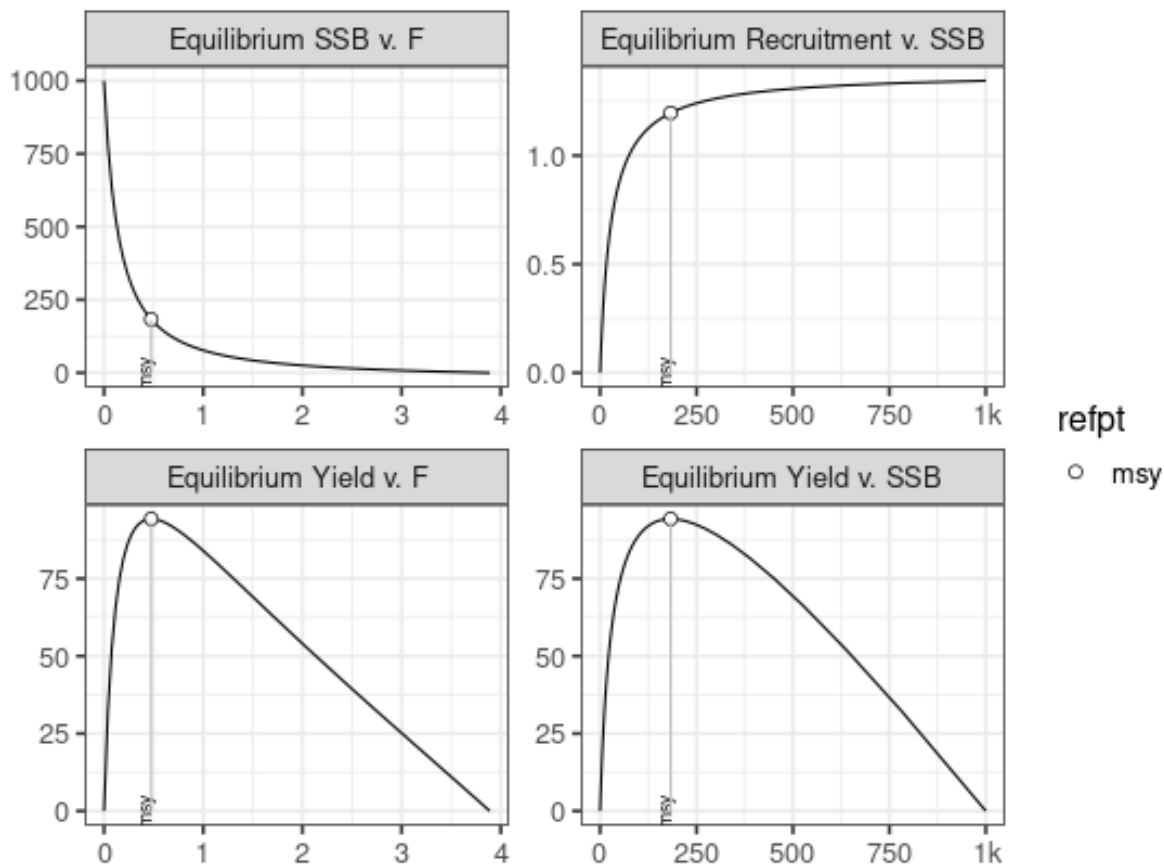 Equilibrium SSB v. F
Equilibrium Recruitment v. SSB
1000
750
500
250
0
msy
0 1 2 3 4
1.0
0.5
0.0
msy
0 250 500 750 1k
Equilibrium Yield v. F
Equilibrium Yield v. SSB
75
50
25
0
msy
0 1 2 3 4
75
50
25
0
msy
0 250 500 750 1k
refpt
msy